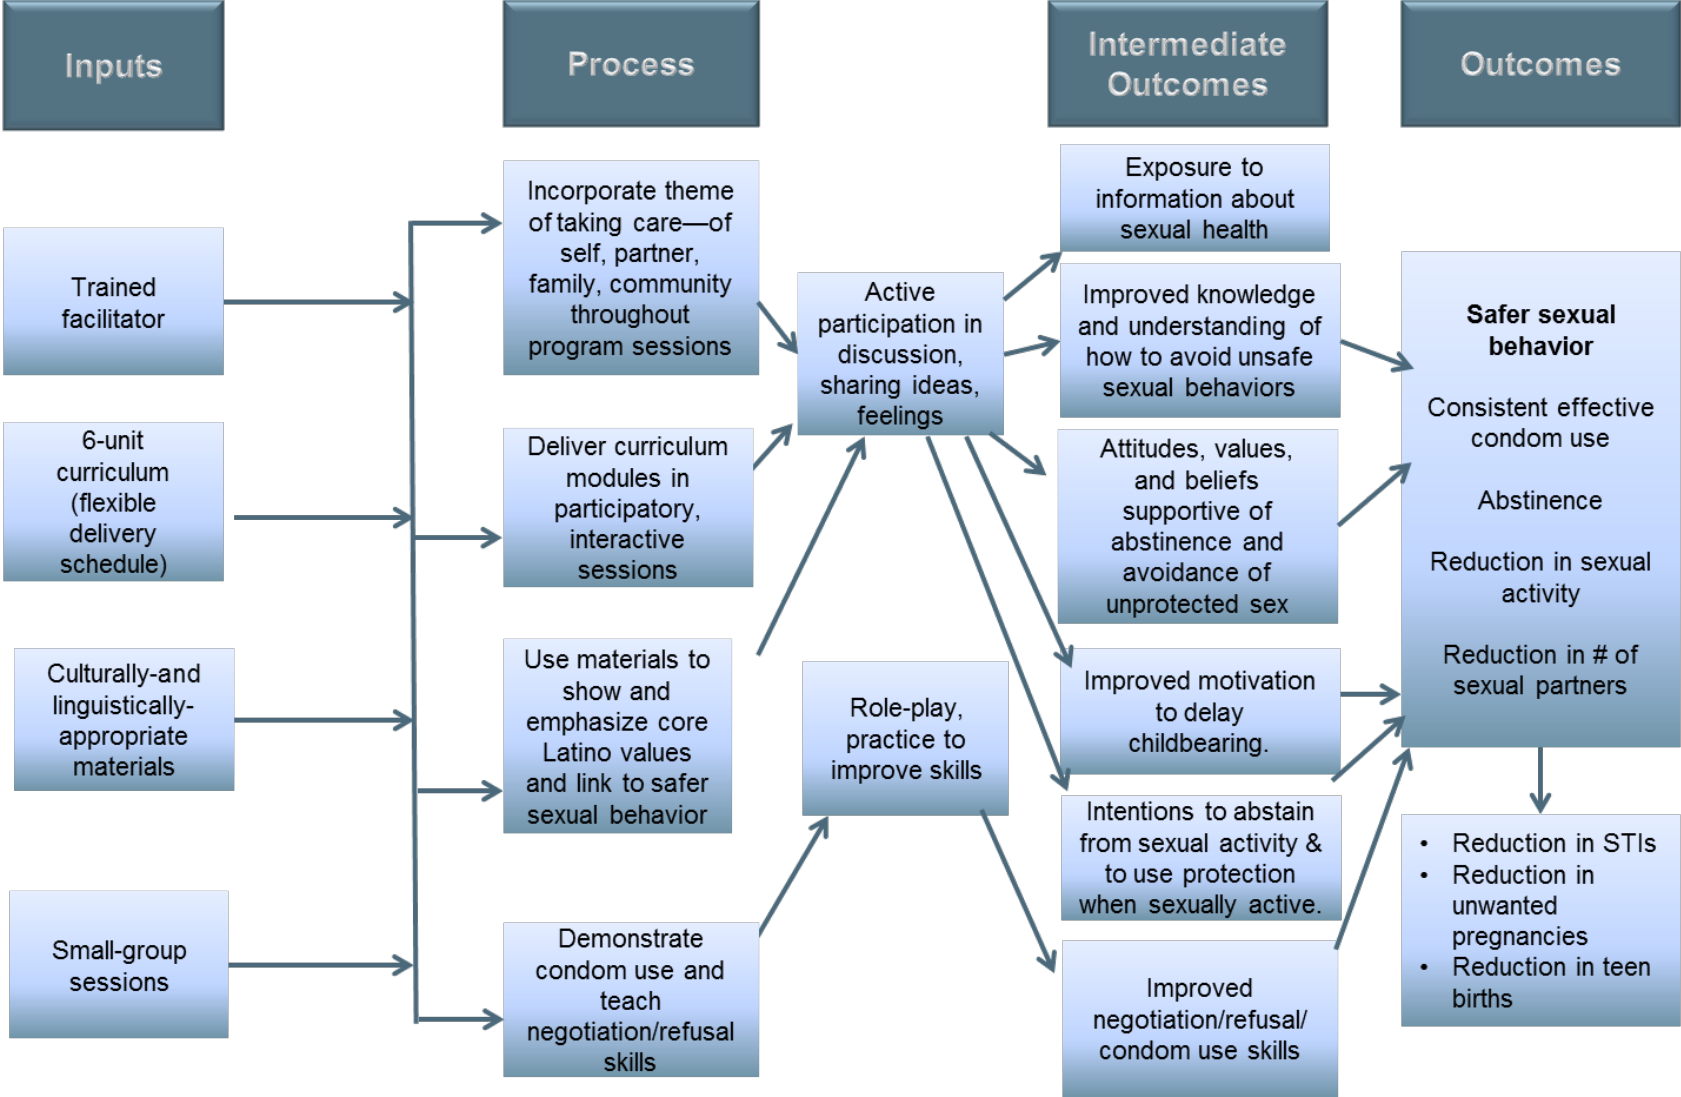 Inputs
Process
Intermediate
Outcomes
Outcomes
Trained
facilitator
6-unit
curriculum
(flexible
delivery
schedule)
Culturally-and
linguistically-
appropriate
materials
Small-group
sessions
Incorporate theme
of taking care—of
self, partner,
family, community
throughout
program sessions
Deliver curriculum
modules in
participatory,
interactive
sessions
Use materials to
show and
emphasize core
Latino values
and link to safer
sexual behavior
Demonstrate
condom use and
teach
negotiation/refusal
skills
Active
participation in
discussion,
sharing ideas,
feelings
Role-play,
practice to
improve skills
Exposure to
information about
sexual health
Improved knowledge
and understanding of
how to avoid unsafe
sexual behaviors
Attitudes, values,
and beliefs
supportive of
abstinence and
avoidance of
unprotected sex
Improved motivation
to delay
childbearing.
Intentions to abstain
from sexual activity &
to use protection
when sexually active.
Improved
negotiation/refusal/
condom use skills
Safer sexual
behavior
Consistent effective
condom use
Abstinence
Reduction in sexual
activity
Reduction in # of
sexual partners
• Reduction in STIs
• Reduction in
unwanted
pregnancies
• Reduction in teen
births